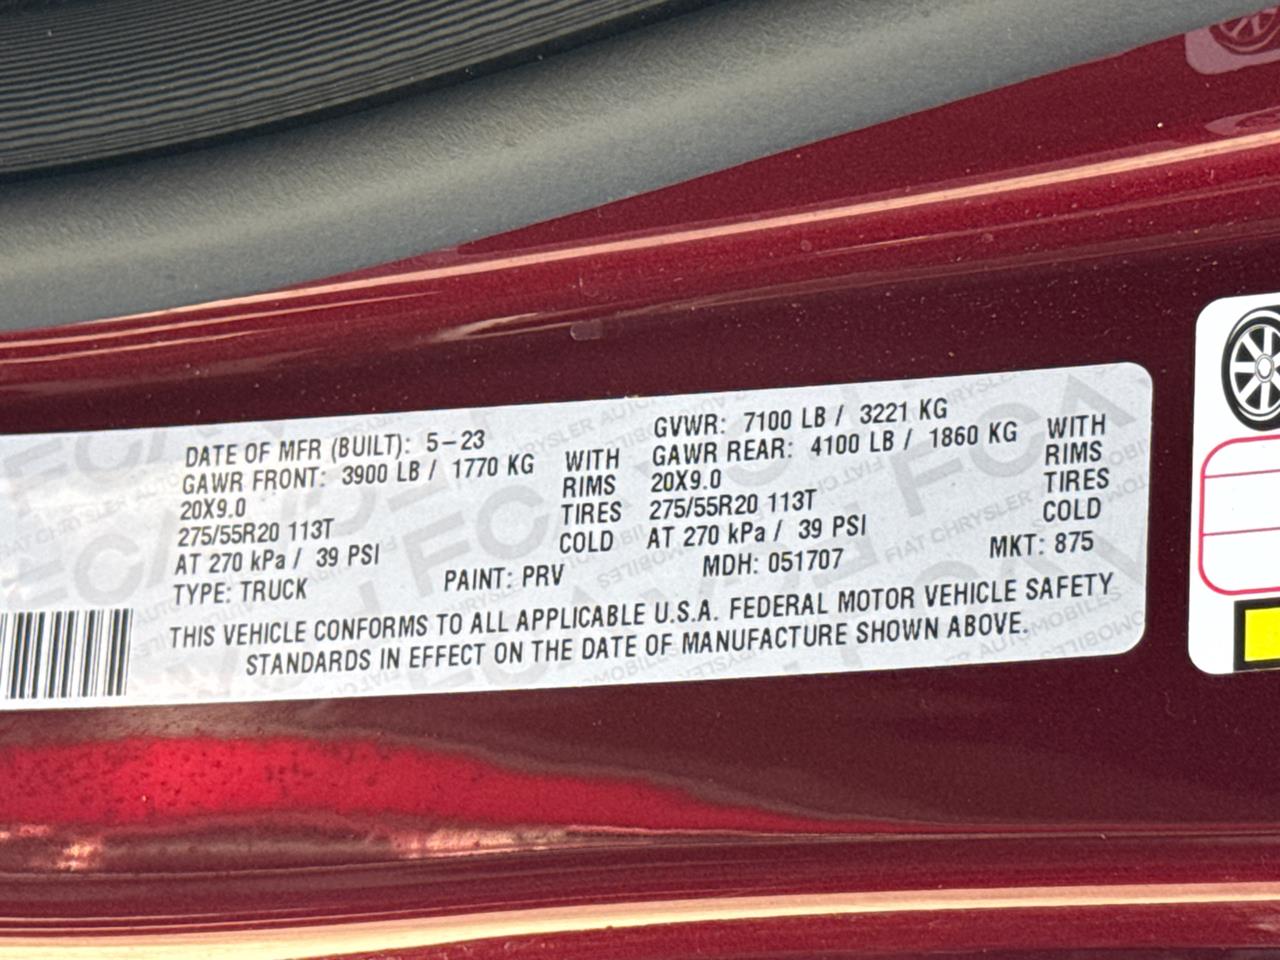 DATE OF MFR (BUILT): 5-23 GVWR: 7100 LB / 3221 KG
GAWR FRONT: 3900 LB / 1770 KG WITH GAWR REAR: 4100 LB / 1860 KG WITH
20X9.0 RIMS 20X9.0 RIMS
275/55R20 113T TIRES 275/55R20 113T TIRES
AT 270 kPa / 39 PSI COLD AT 270 kPa / 39 PSI COLD
TYPE: TRUCK PAINT: PRV MDH: 051707 MKT: 875
THIS VEHICLE CONFORMS TO ALL APPLICABLE U.S.A. FEDERAL MOTOR VEHICLE SAFETY
STANDARDS IN EFFECT ON THE DATE OF MANUFACTURE SHOWN ABOVE.